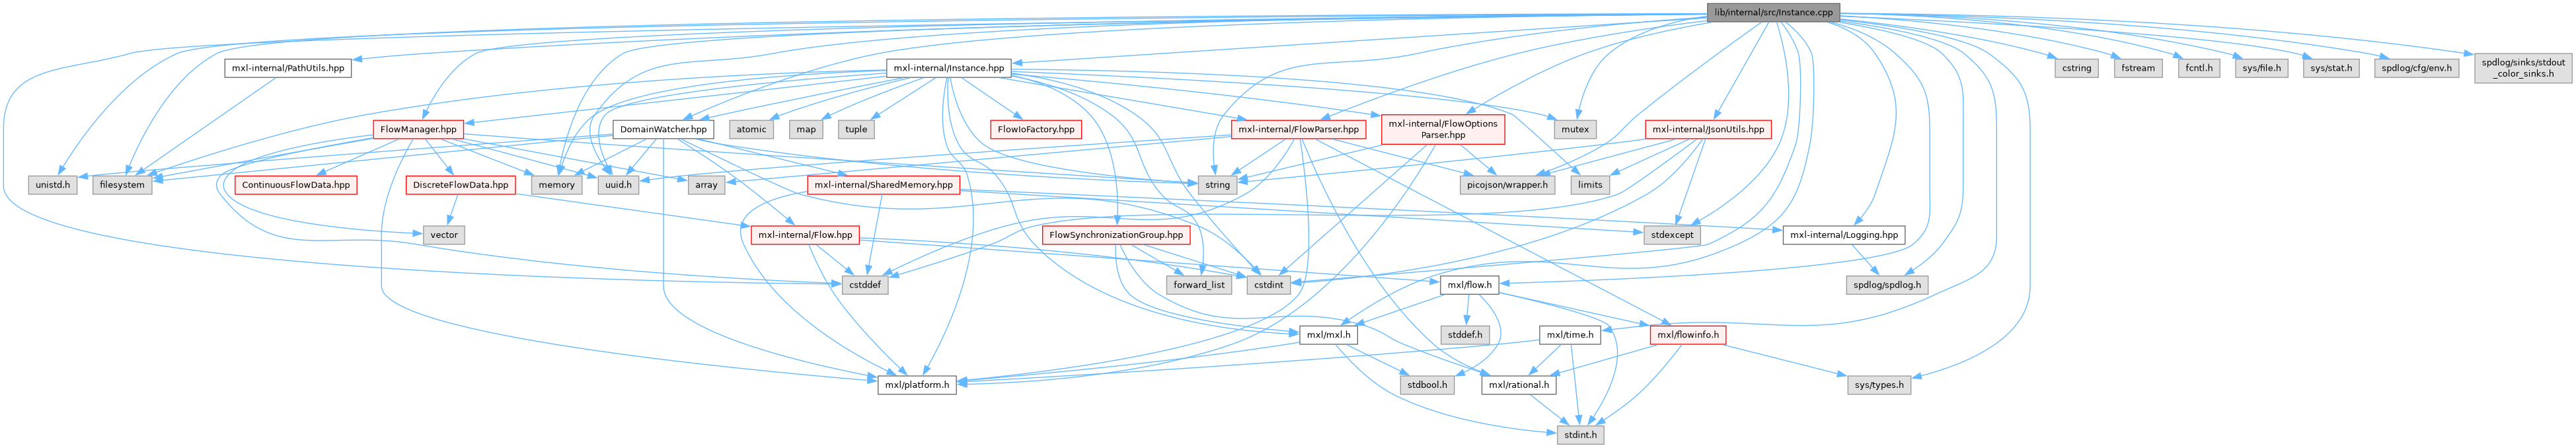 lib/internal/src/Instance.cpp
mxl-internal/PathUtils.hpp
mxl-internal/Instance.hpp
cstring
fstream
fcntl.h
sys/file.h
sys/stat.h
spdlog/cfg/env.h
spdlog/sinks/stdout
_color_sinks.h
FlowManager.hpp
DomainWatcher.hpp
atomic
map
tuple
FlowIoFactory.hpp
mxl-internal/FlowParser.hpp
mxl-internal/FlowOptions
Parser.hpp
mutex
mxl-internal/JsonUtils.hpp
unistd.h
filesystem
ContinuousFlowData.hpp
DiscreteFlowData.hpp
memory
uuid.h
array
mxl-internal/SharedMemory.hpp
string
picojson/wrapper.h
limits
vector
mxl-internal/Flow.hpp
FlowSynchronizationGroup.hpp
stdexcept
mxl-internal/Logging.hpp
cstddef
forward_list
cstdint
mxl/flow.h
spdlog/spdlog.h
mxl/mxl.h
stddef.h
mxl/time.h
mxl/flowinfo.h
mxl/platform.h
stdbool.h
mxl/rational.h
sys/types.h
stdint.h